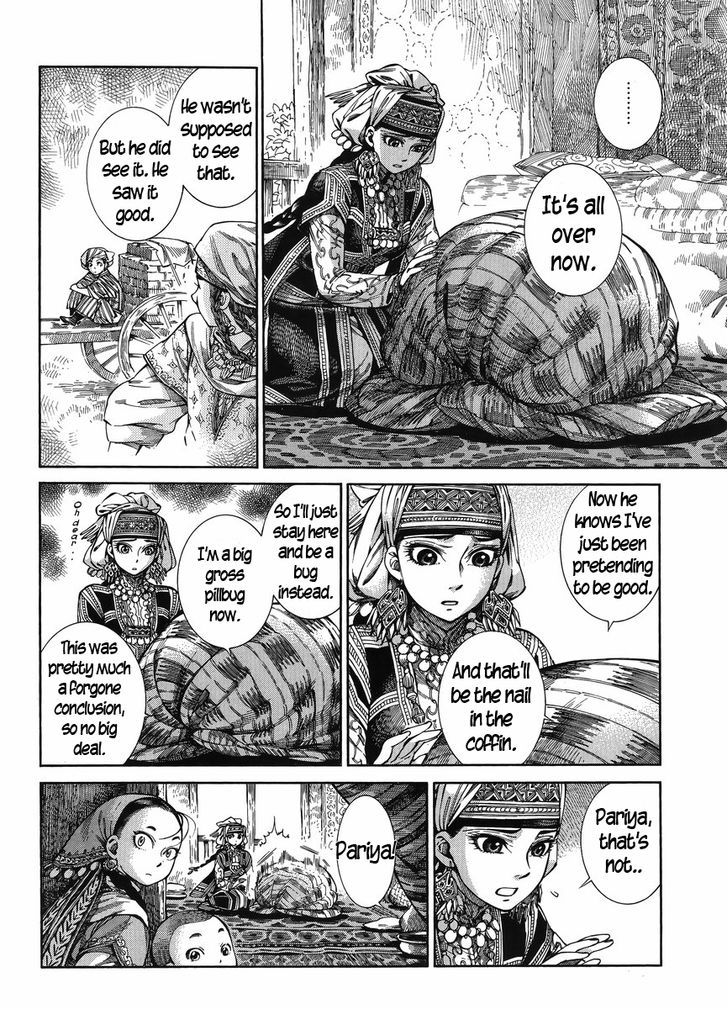 .........
It's all
over
now.
He wasn't
supposed
to see
that.
But he did
see it. He
saw it
good.
Now he
knows I've
just been
pretending
to be good.
And that'll
be the nail
in the
coffin.
So I'll just
stay here
and be a
bug
instead.
I'm a big
gross
pillbug
now.
This was
pretty much
a forgone
conclusion,
so no big
deal.
Oh dear..
Pariya,
that's
not..
Pariya!